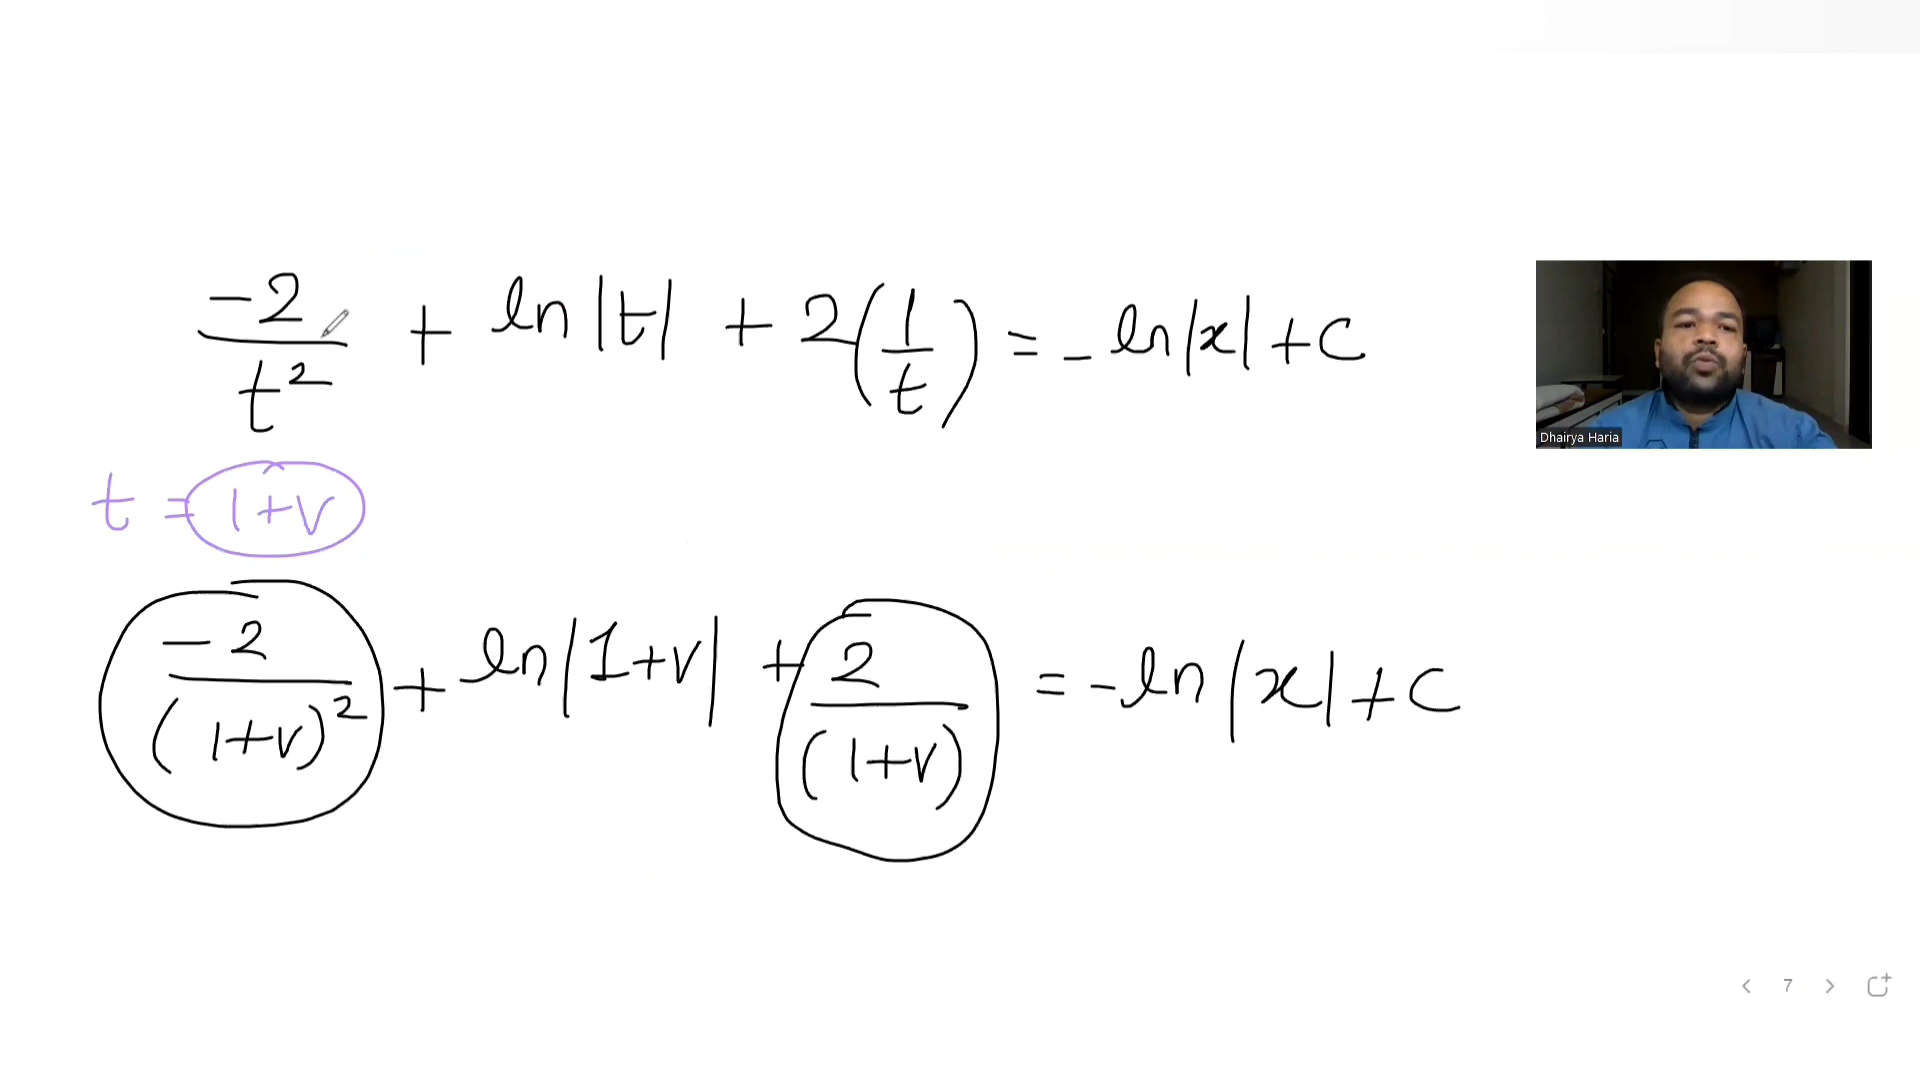 -2/t² + ln|t| + 2(1/t) = -ln|x| + c
Dhairya Haria
t = 1+v
-2/(1+v)² + ln|1+v| + 2/(1+v) = -ln|x| + c
< 7 >